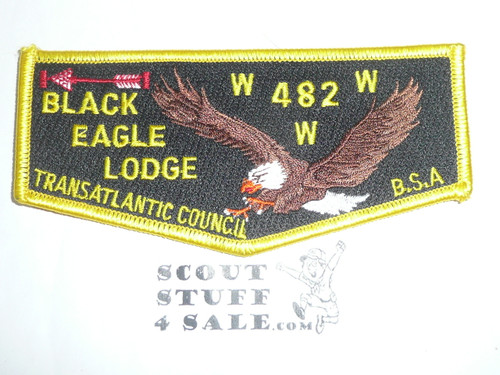 W 482 W
W
BLACK
EAGLE
LODGE
TRANSATLANTIC COUNCIL
B.S.A
SCOUT
STUFF
4 SALE.COM